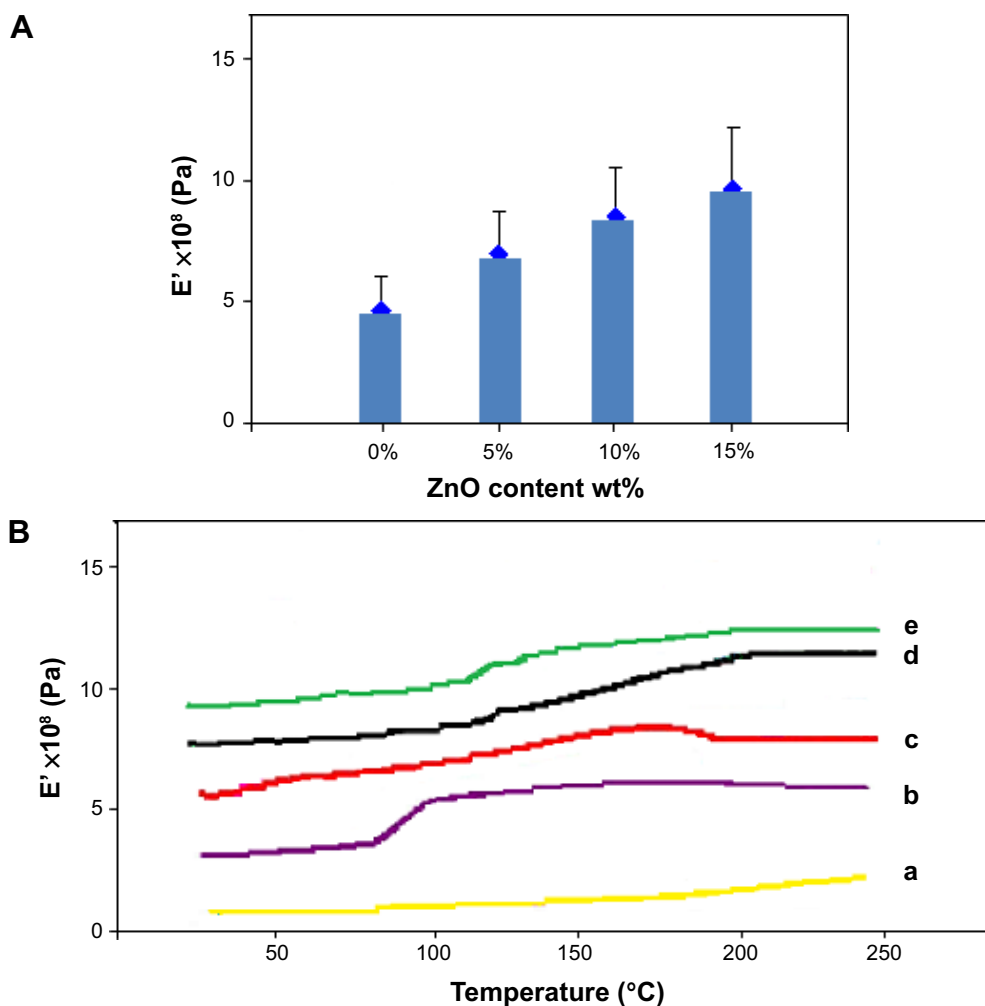 A
15
10
5
0
E’ ×10⁸ (Pa)
0% 5% 10% 15%
ZnO content wt%
B
15
10
5
0
E’ ×10⁸ (Pa)
e
d
c
b
a
50 100 150 200 250
Temperature (°C)